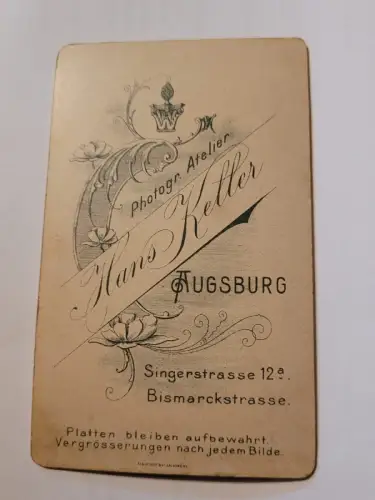 W
Photogr. Atelier
Hans Keller
AUGSBURG
Singerstrasse 12a.
Bismarckstrasse.
Platten bleiben aufbewahrt.
Vergrösserungen nach jedem Bilde.